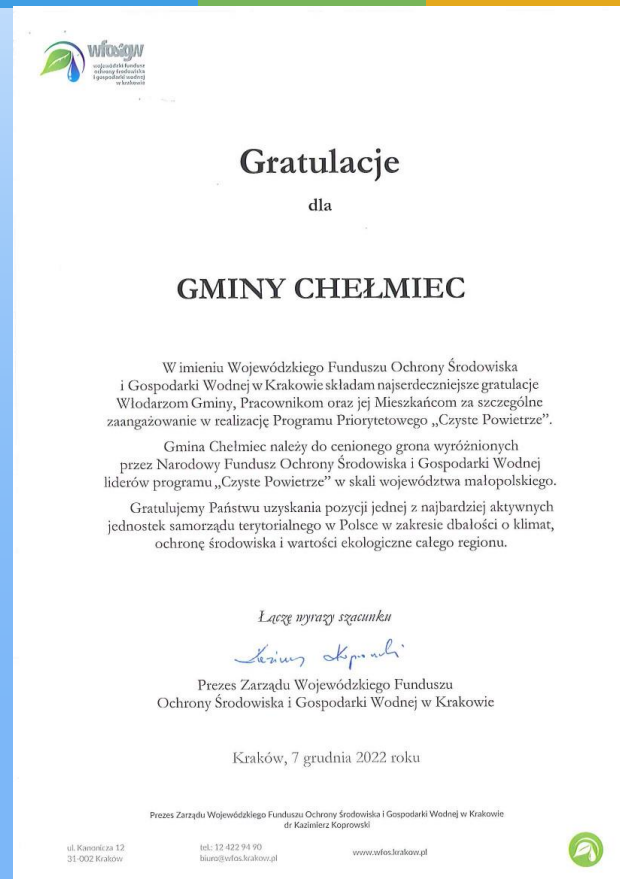 wfośigw
wojewódzki fundusz
ochrony środowiska
i gospodarki wodnej
w krakowie
Gratulacje
dla
GMINY CHEŁMIEC
W imieniu Wojewódzkiego Funduszu Ochrony Środowiska
i Gospodarki Wodnej w Krakowie składam najserdeczniejsze gratulacje
Włodarzom Gminy, Pracownikom oraz jej Mieszkańcom za szczególne
zaangażowanie w realizację Programu Priorytetowego „Czyste Powietrze”.
Gmina Chełmiec należy do cenionego grona wyróżnionych
przez Narodowy Fundusz Ochrony Środowiska i Gospodarki Wodnej
liderów programu „Czyste Powietrze” w skali województwa małopolskiego.
Gratulujemy Państwu uzyskania pozycji jednej z najbardziej aktywnych
jednostek samorządu terytorialnego w Polsce w zakresie dbałości o klimat,
ochronę środowiska i wartości ekologiczne całego regionu.
Łączę wyrazy szacunku
Kazimierz Koprowski
Prezes Zarządu Wojewódzkiego Funduszu
Ochrony Środowiska i Gospodarki Wodnej w Krakowie
Kraków, 7 grudnia 2022 roku
Prezes Zarządu Wojewódzkiego Funduszu Ochrony Środowiska i Gospodarki Wodnej w Krakowie
dr Kazimierz Koprowski
ul. Kanonicza 12
31-002 Kraków
tel.: 12 422 94 90
biuro@wfos.krakow.pl
www.wfos.krakow.pl